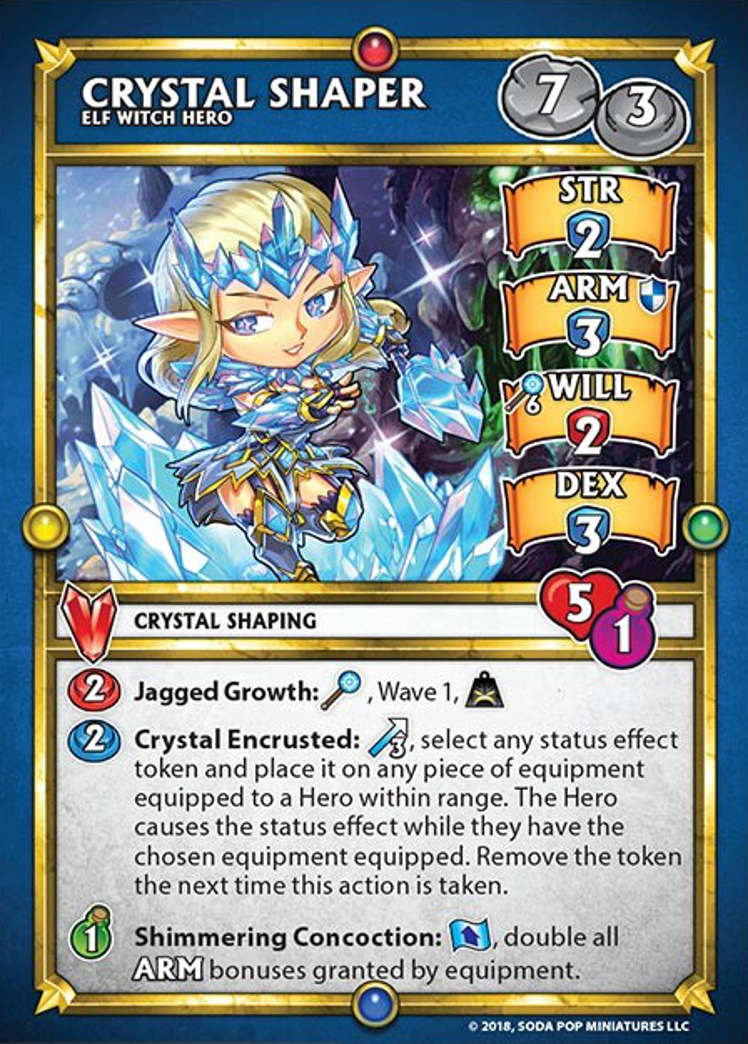 CRYSTAL SHAPER
ELF WITCH HERO
7
3
STR
2
ARM
3
6 WILL
2
DEX
3
5
1
CRYSTAL SHAPING
2 Jagged Growth: , Wave 1,
2 Crystal Encrusted: 3, select any status effect
token and place it on any piece of equipment
equipped to a Hero within range. The Hero
causes the status effect while they have the
chosen equipment equipped. Remove the token
the next time this action is taken.
1 Shimmering Concoction: , double all
ARM bonuses granted by equipment.
© 2018, SODA POP MINIATURES LLC